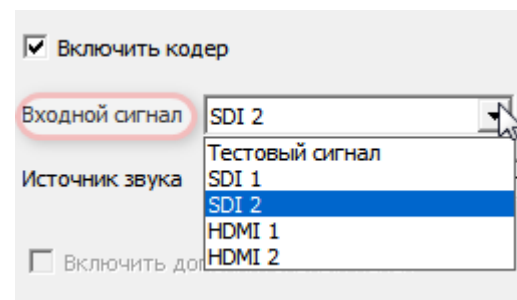 Включить кодер
Входной сигнал SDI 2
Тестовый сигнал
Источник звука SDI 1
SDI 2
HDMI 1
Включить HDMI 2